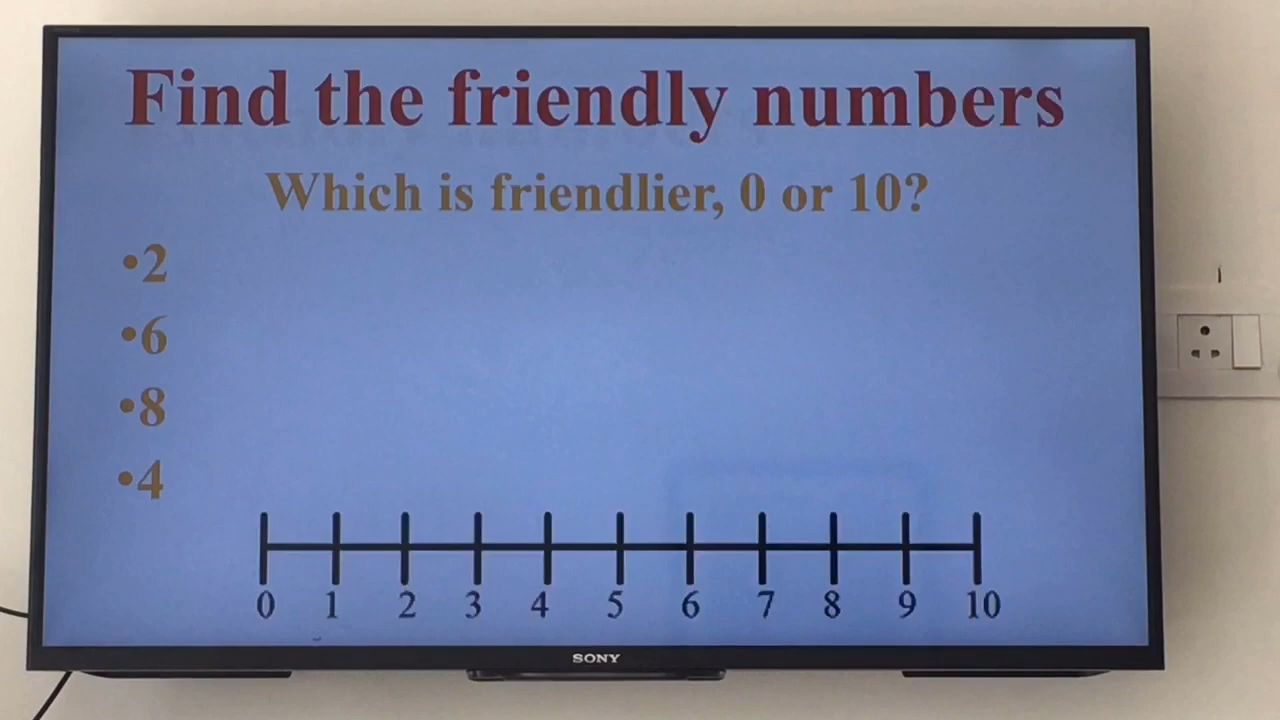 Find the friendly numbers
Which is friendlier, 0 or 10?
•2
•6
•8
•4
0 1 2 3 4 5 6 7 8 9 10
SONY